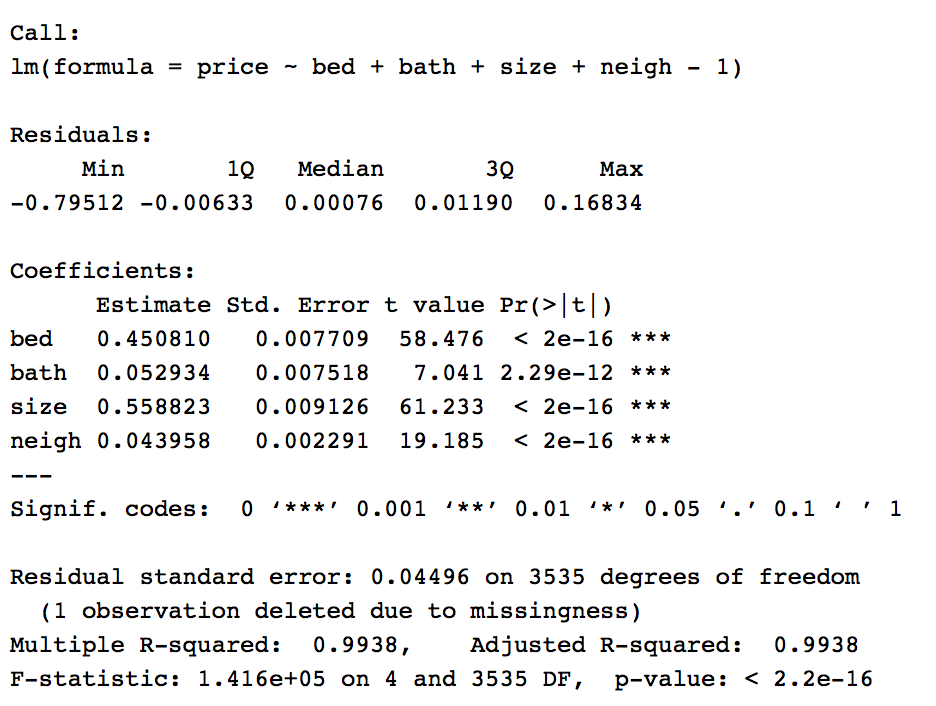 Call:
lm(formula = price ~ bed + bath + size + neigh - 1)
Residuals:
Min 1Q Median 3Q Max
-0.79512 -0.00633 0.00076 0.01190 0.16834
Coefficients:
Estimate Std. Error t value Pr(>|t|)
bed 0.450810 0.007709 58.476 < 2e-16 ***
bath 0.052934 0.007518 7.041 2.29e-12 ***
size 0.558823 0.009126 61.233 < 2e-16 ***
neigh 0.043958 0.002291 19.185 < 2e-16 ***
---
Signif. codes: 0 ‘***’ 0.001 ‘**’ 0.01 ‘*’ 0.05 ‘.’ 0.1 ‘ ’ 1
Residual standard error: 0.04496 on 3535 degrees of freedom
(1 observation deleted due to missingness)
Multiple R-squared: 0.9938, Adjusted R-squared: 0.9938
F-statistic: 1.416e+05 on 4 and 3535 DF, p-value: < 2.2e-16